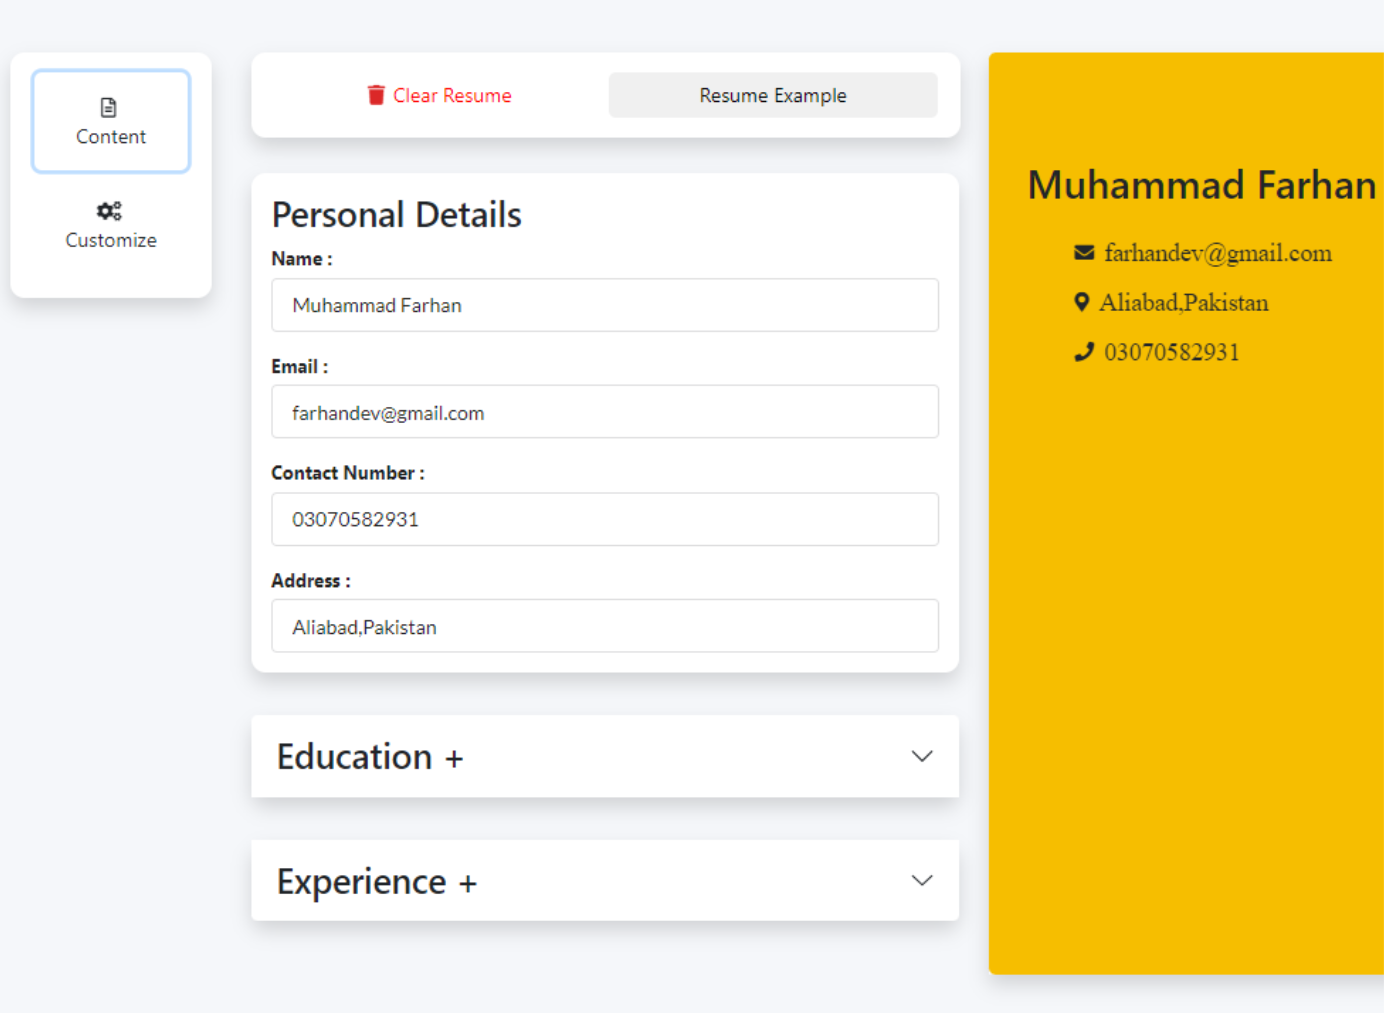 Content
Customize
Clear Resume
Resume Example
Personal Details
Name :
Muhammad Farhan
Email :
farhandev@gmail.com
Contact Number :
03070582931
Address :
Aliabad,Pakistan
Education +
Experience +
Muhammad Farhan
farhandev@gmail.com
Aliabad,Pakistan
03070582931